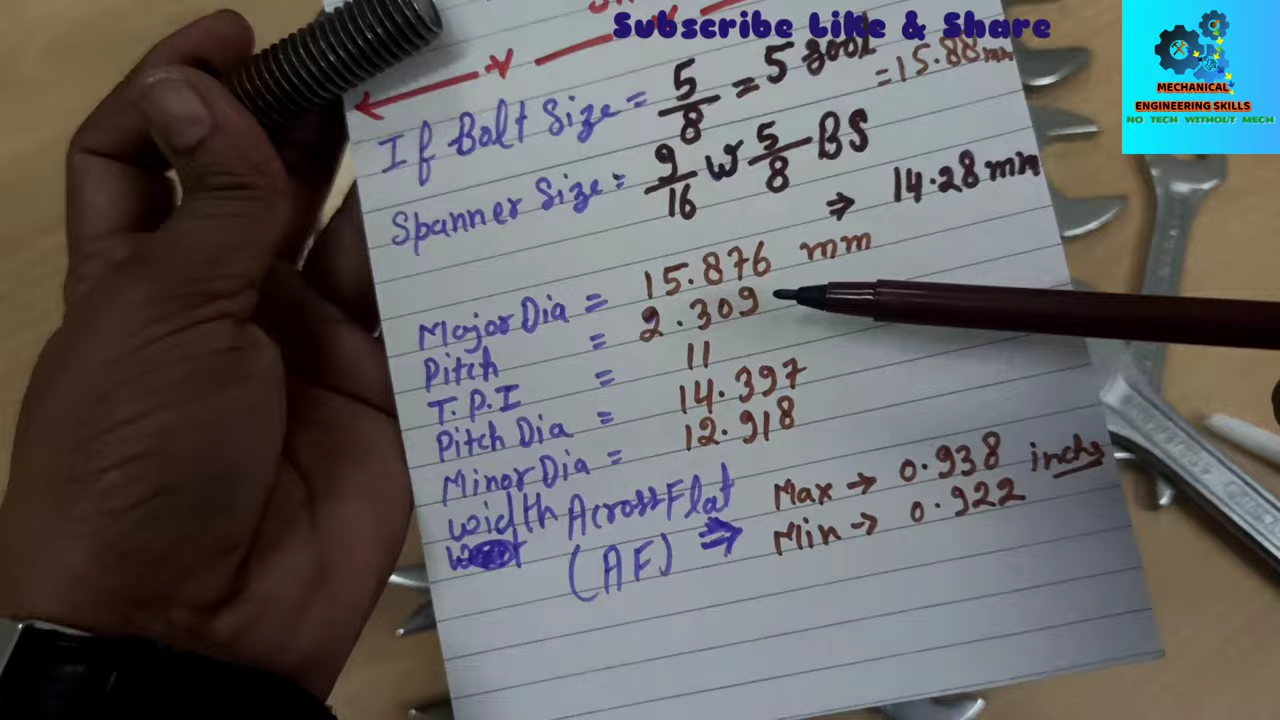 Subscribe Like & Share
MECHANICAL
ENGINEERING SKILLS
NO TECH WITHOUT MECH
If Bolt Size = 5/8 = 5 = 15.88 mm
Spanner Size = 9/16 W 5/8 BS
→ 14.28 mm
Major Dia = 15.876 mm
Pitch = 2.309
T.P.I = 11
Pitch Dia = 14.397
Minor Dia = 12.918
width Across Flat Max → 0.938 inchs
(AF) ⇒ Min → 0.922